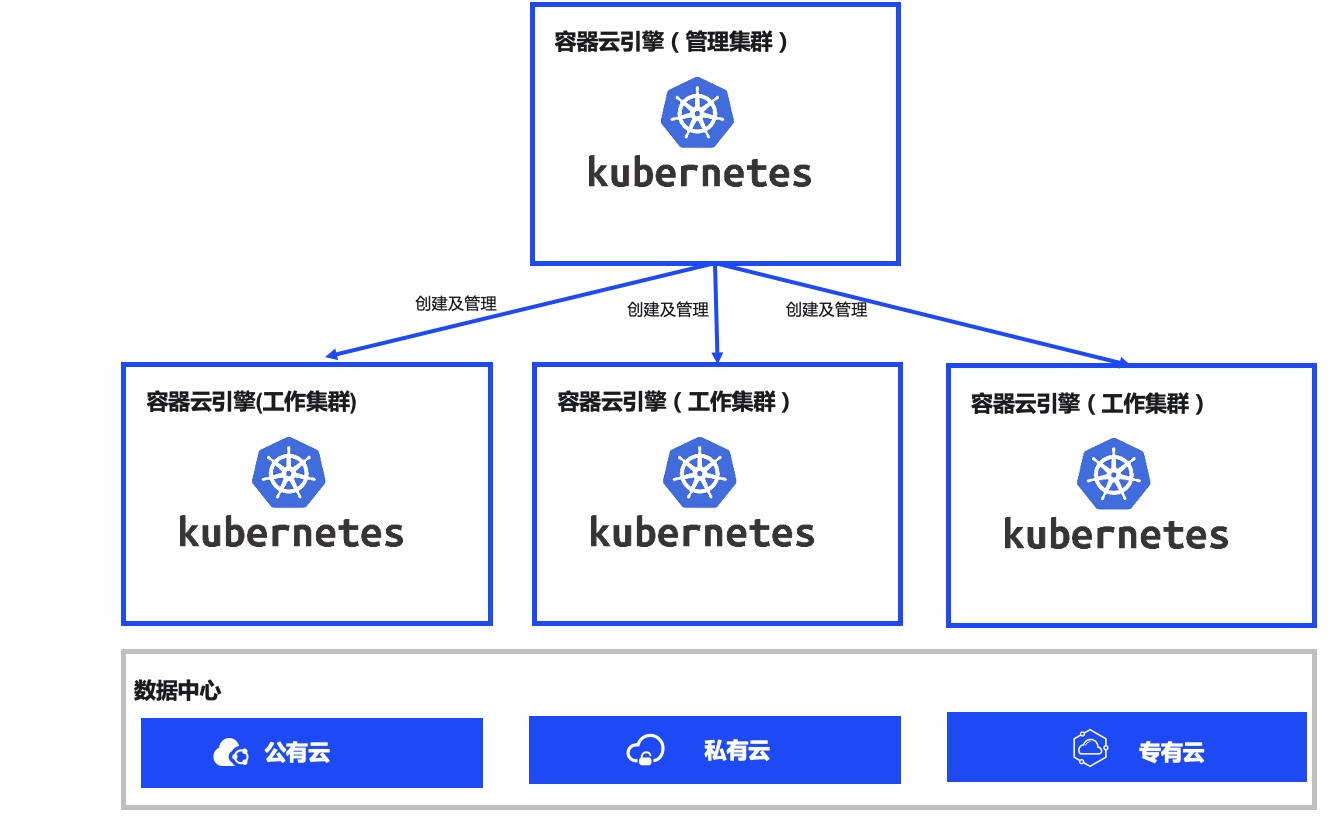 容器云引擎（管理集群）
kubernetes
创建及管理
创建及管理
创建及管理
容器云引擎(工作集群)
kubernetes
容器云引擎（工作集群）
kubernetes
容器云引擎（工作集群）
kubernetes
数据中心
公有云
私有云
专有云